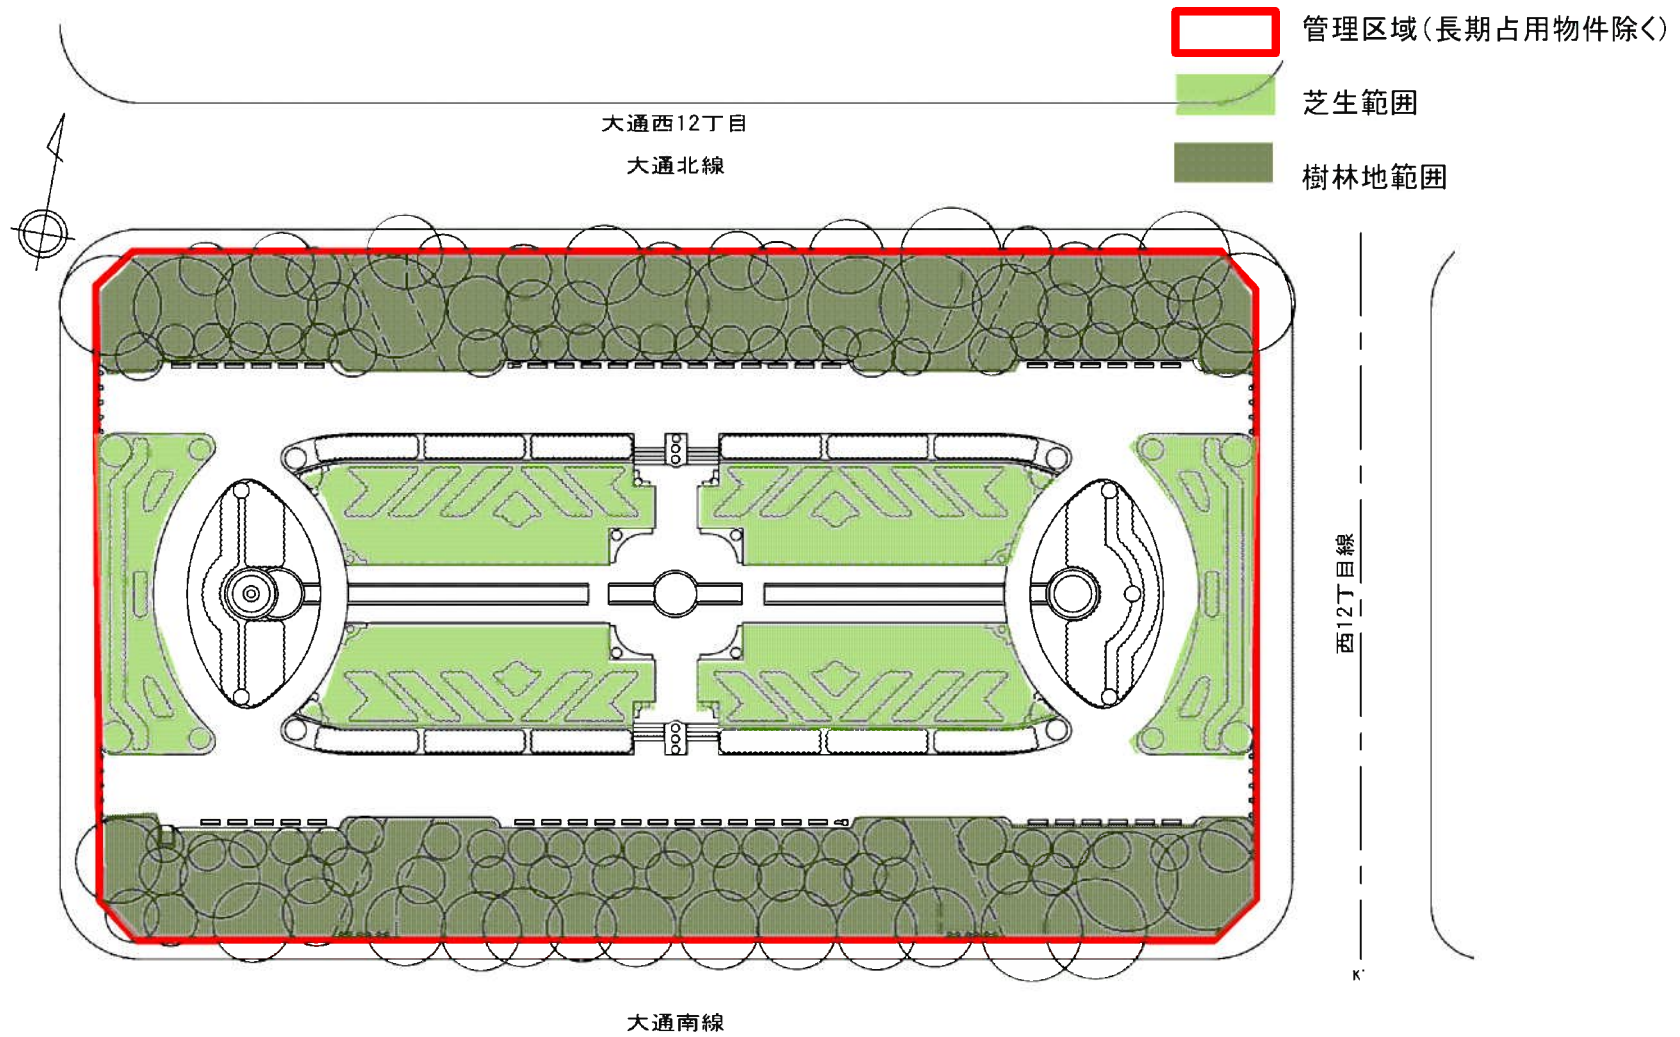 管理区域(長期占用物件除く)
芝生範囲
樹林地範囲
大通西12丁目
大通北線
西12丁目線
K'
大通南線